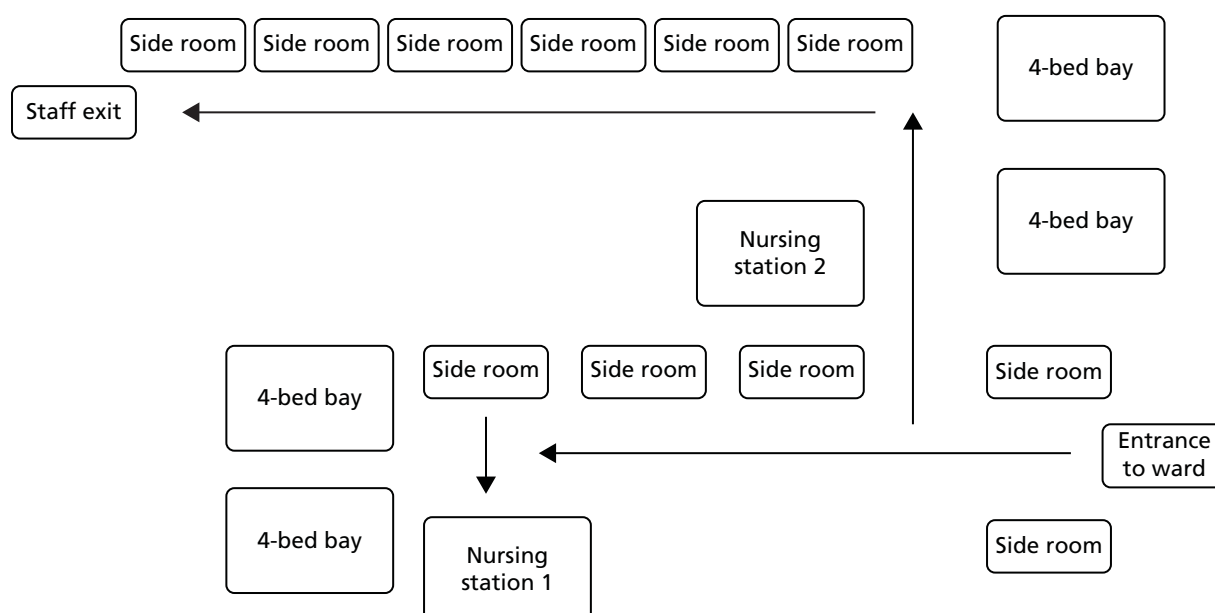 Side room
Side room
Side room
Side room
Side room
Side room
4-bed bay
Staff exit
4-bed bay
Nursing
station 2
4-bed bay
Side room
Side room
Side room
Side room
Entrance
to ward
4-bed bay
Nursing
station 1
Side room